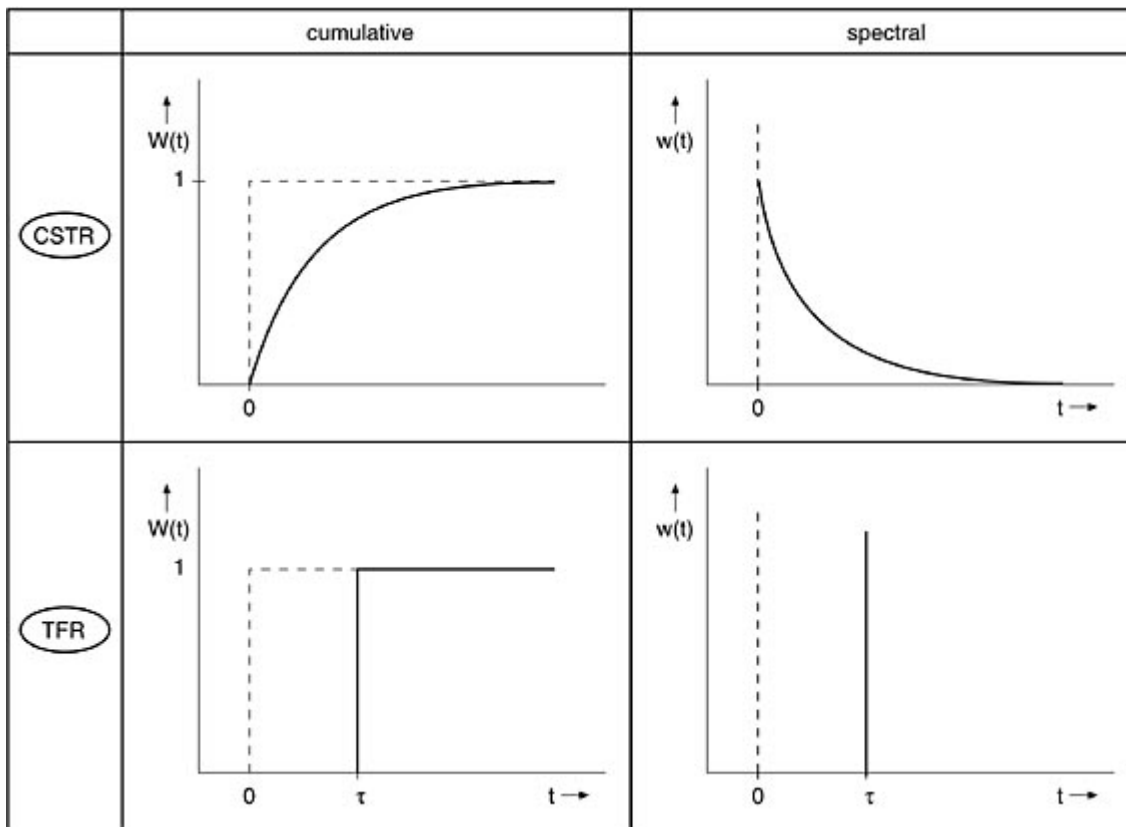 cumulative spectral
CSTR
W(t)
1
0
w(t)
0 t
TFR
W(t)
1
0 τ t
w(t)
0 τ t